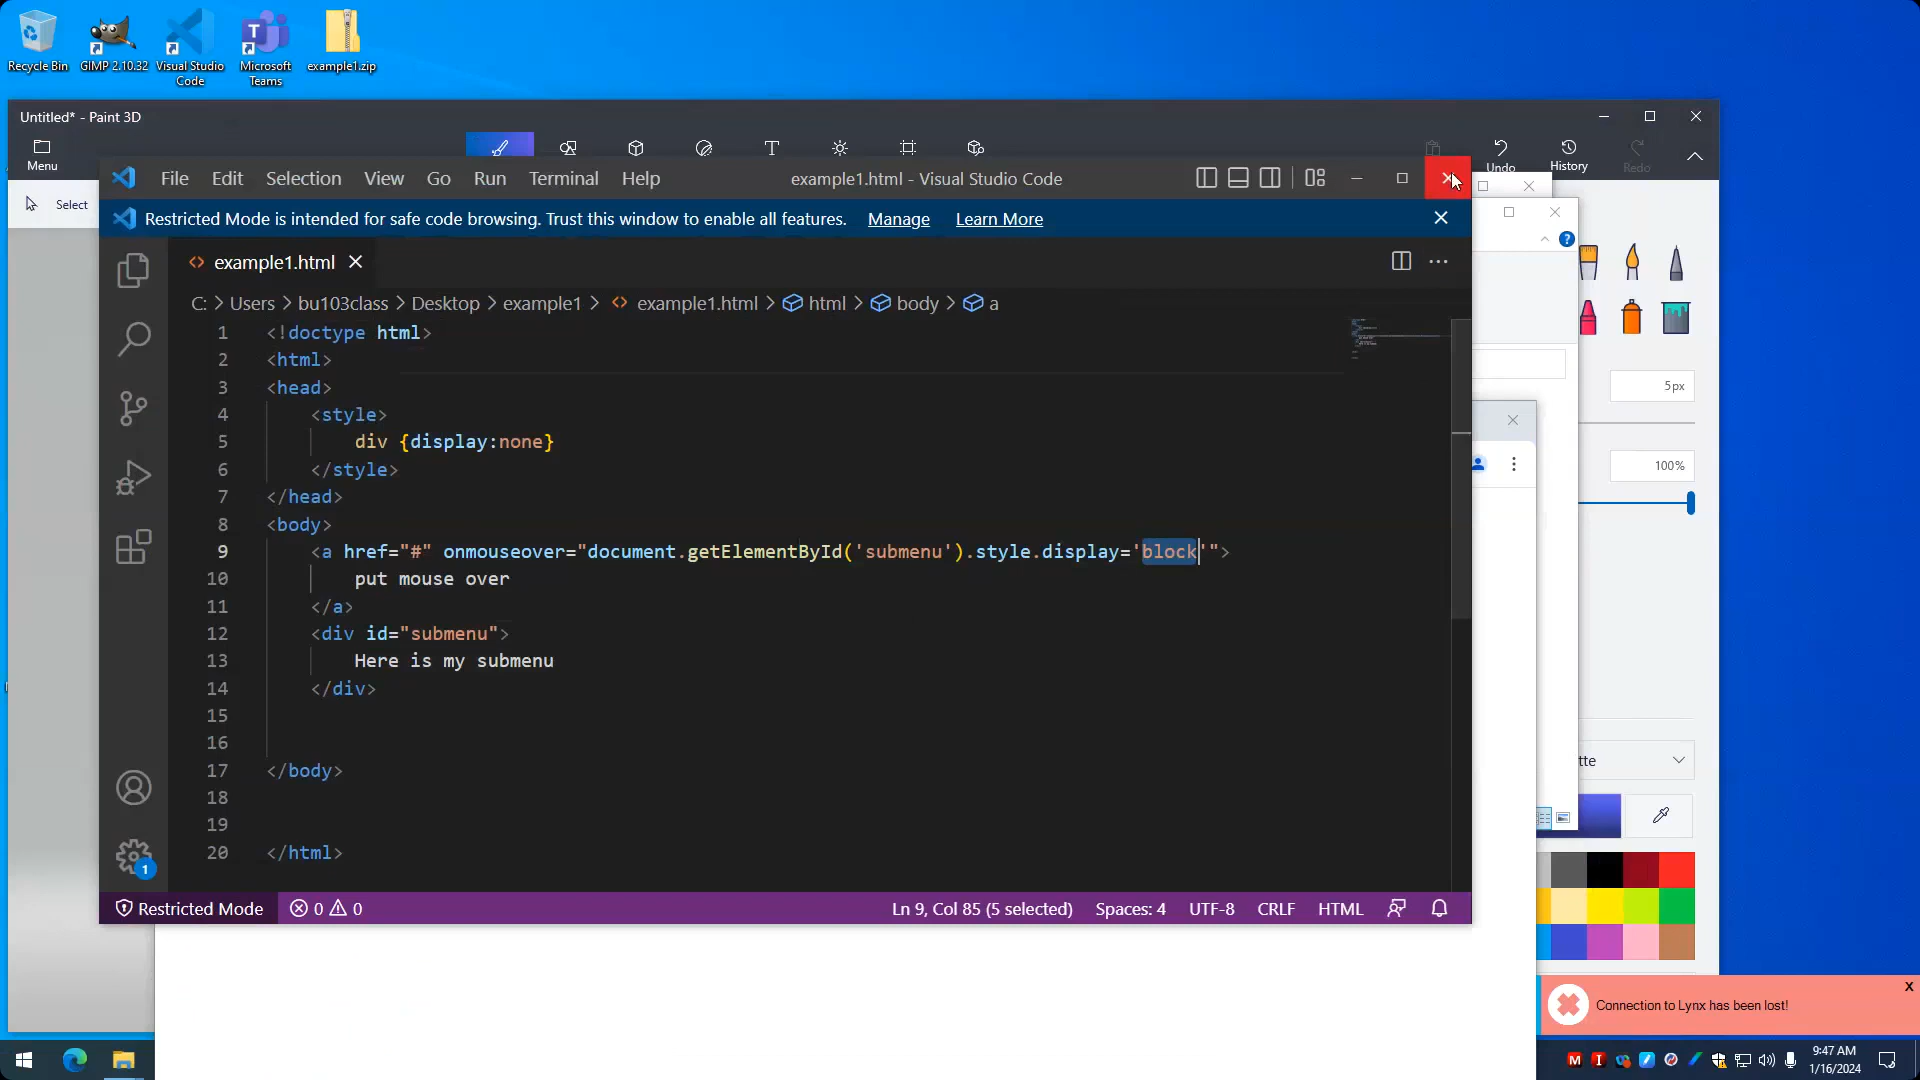 Recycle Bin
GIMP 2.10.32
Visual Studio
Code
Microsoft
Teams
example1.zip
Untitled* - Paint 3D
Menu
Undo
History
Redo
Select
File Edit Selection View Go Run Terminal Help
example1.html - Visual Studio Code
Restricted Mode is intended for safe code browsing. Trust this window to enable all features. Manage Learn More
example1.html
C: > Users > bu103class > Desktop > example1 > example1.html > html > body > a
1 <!doctype html>
2 <html>
3 <head>
4 <style>
5 div {display:none}
6 </style>
7 </head>
8 <body>
9 <a href="#" onmouseover="document.getElementById('submenu').style.display='block'">
10 put mouse over
11 </a>
12 <div id="submenu">
13 Here is my submenu
14 </div>
15
16
17 </body>
18
19
20 </html>
1
Restricted Mode 0 0
Ln 9, Col 85 (5 selected) Spaces: 4 UTF-8 CRLF HTML
5px
100%
tte
Connection to Lynx has been lost!
X
9:47 AM
1/16/2024